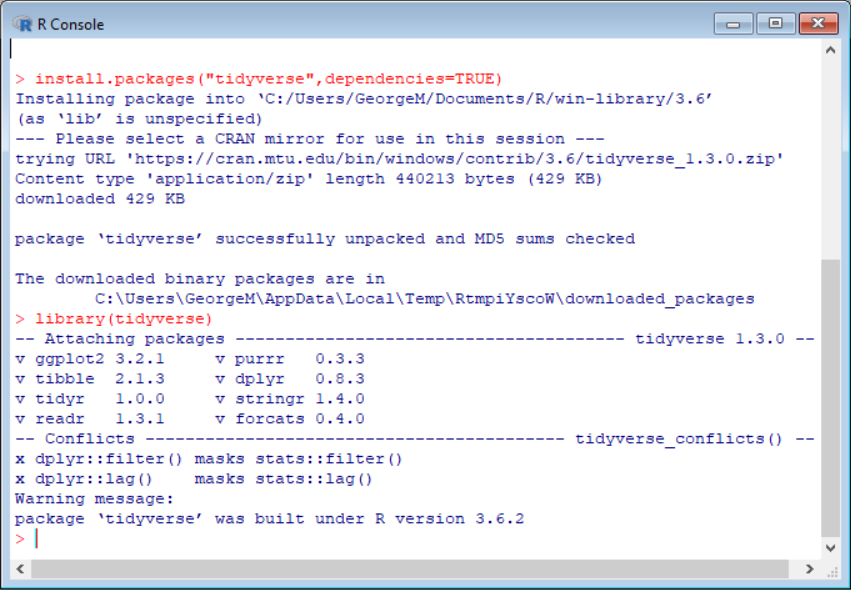 R Console
> install.packages("tidyverse",dependencies=TRUE)
Installing package into ‘C:/Users/GeorgeM/Documents/R/win-library/3.6’
(as ‘lib’ is unspecified)
--- Please select a CRAN mirror for use in this session ---
trying URL 'https://cran.mtu.edu/bin/windows/contrib/3.6/tidyverse_1.3.0.zip'
Content type 'application/zip' length 440213 bytes (429 KB)
downloaded 429 KB
package ‘tidyverse’ successfully unpacked and MD5 sums checked
The downloaded binary packages are in
C:\Users\GeorgeM\AppData\Local\Temp\RtmpiYscoW\downloaded_packages
> library(tidyverse)
-- Attaching packages --------------------------------------- tidyverse 1.3.0 --
v ggplot2 3.2.1     v purrr   0.3.3
v tibble  2.1.3     v dplyr   0.8.3
v tidyr   1.0.0     v stringr 1.4.0
v readr   1.3.1     v forcats 0.4.0
-- Conflicts ------------------------------------------ tidyverse_conflicts() --
x dplyr::filter() masks stats::filter()
x dplyr::lag()    masks stats::lag()
Warning message:
package ‘tidyverse’ was built under R version 3.6.2
>